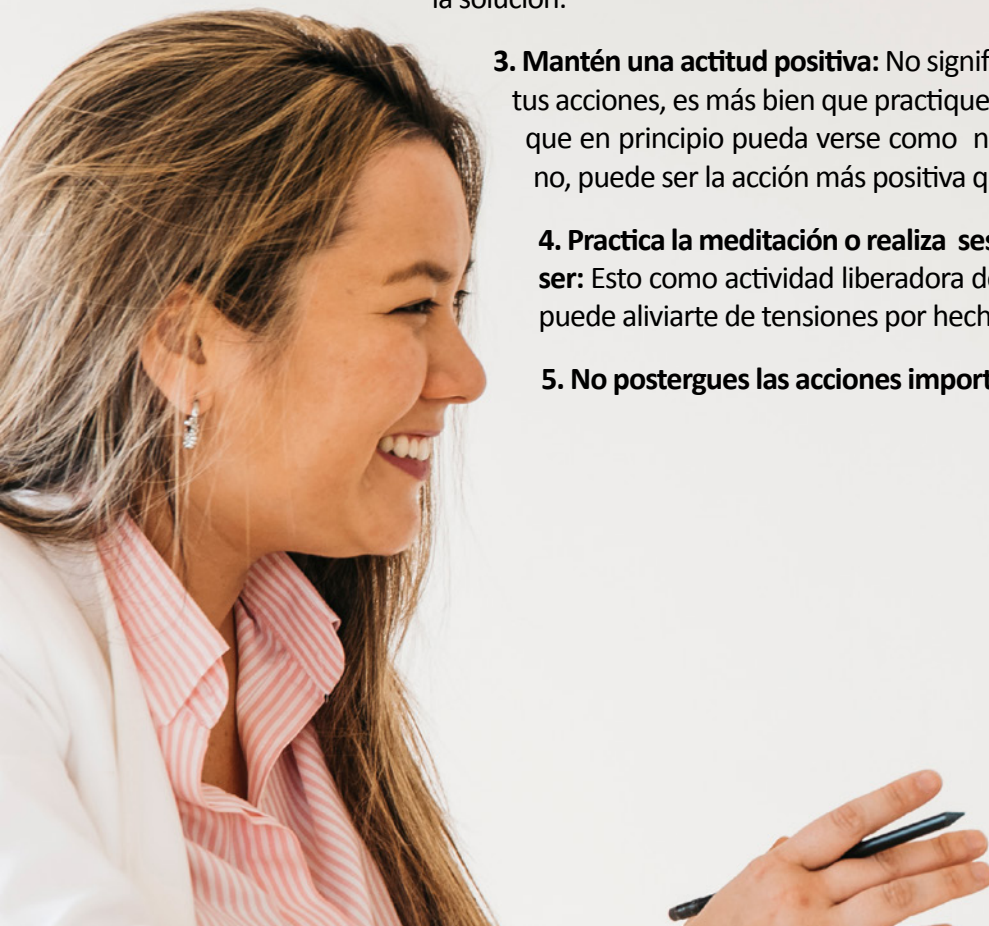 la solución.
3. Mantén una actitud positiva: No signif
tus acciones, es más bien que practique
que en principio pueda verse como n
no, puede ser la acción más positiva q
4. Practica la meditación o realiza ses
ser: Esto como actividad liberadora de
puede aliviarte de tensiones por hech
5. No postergues las acciones import